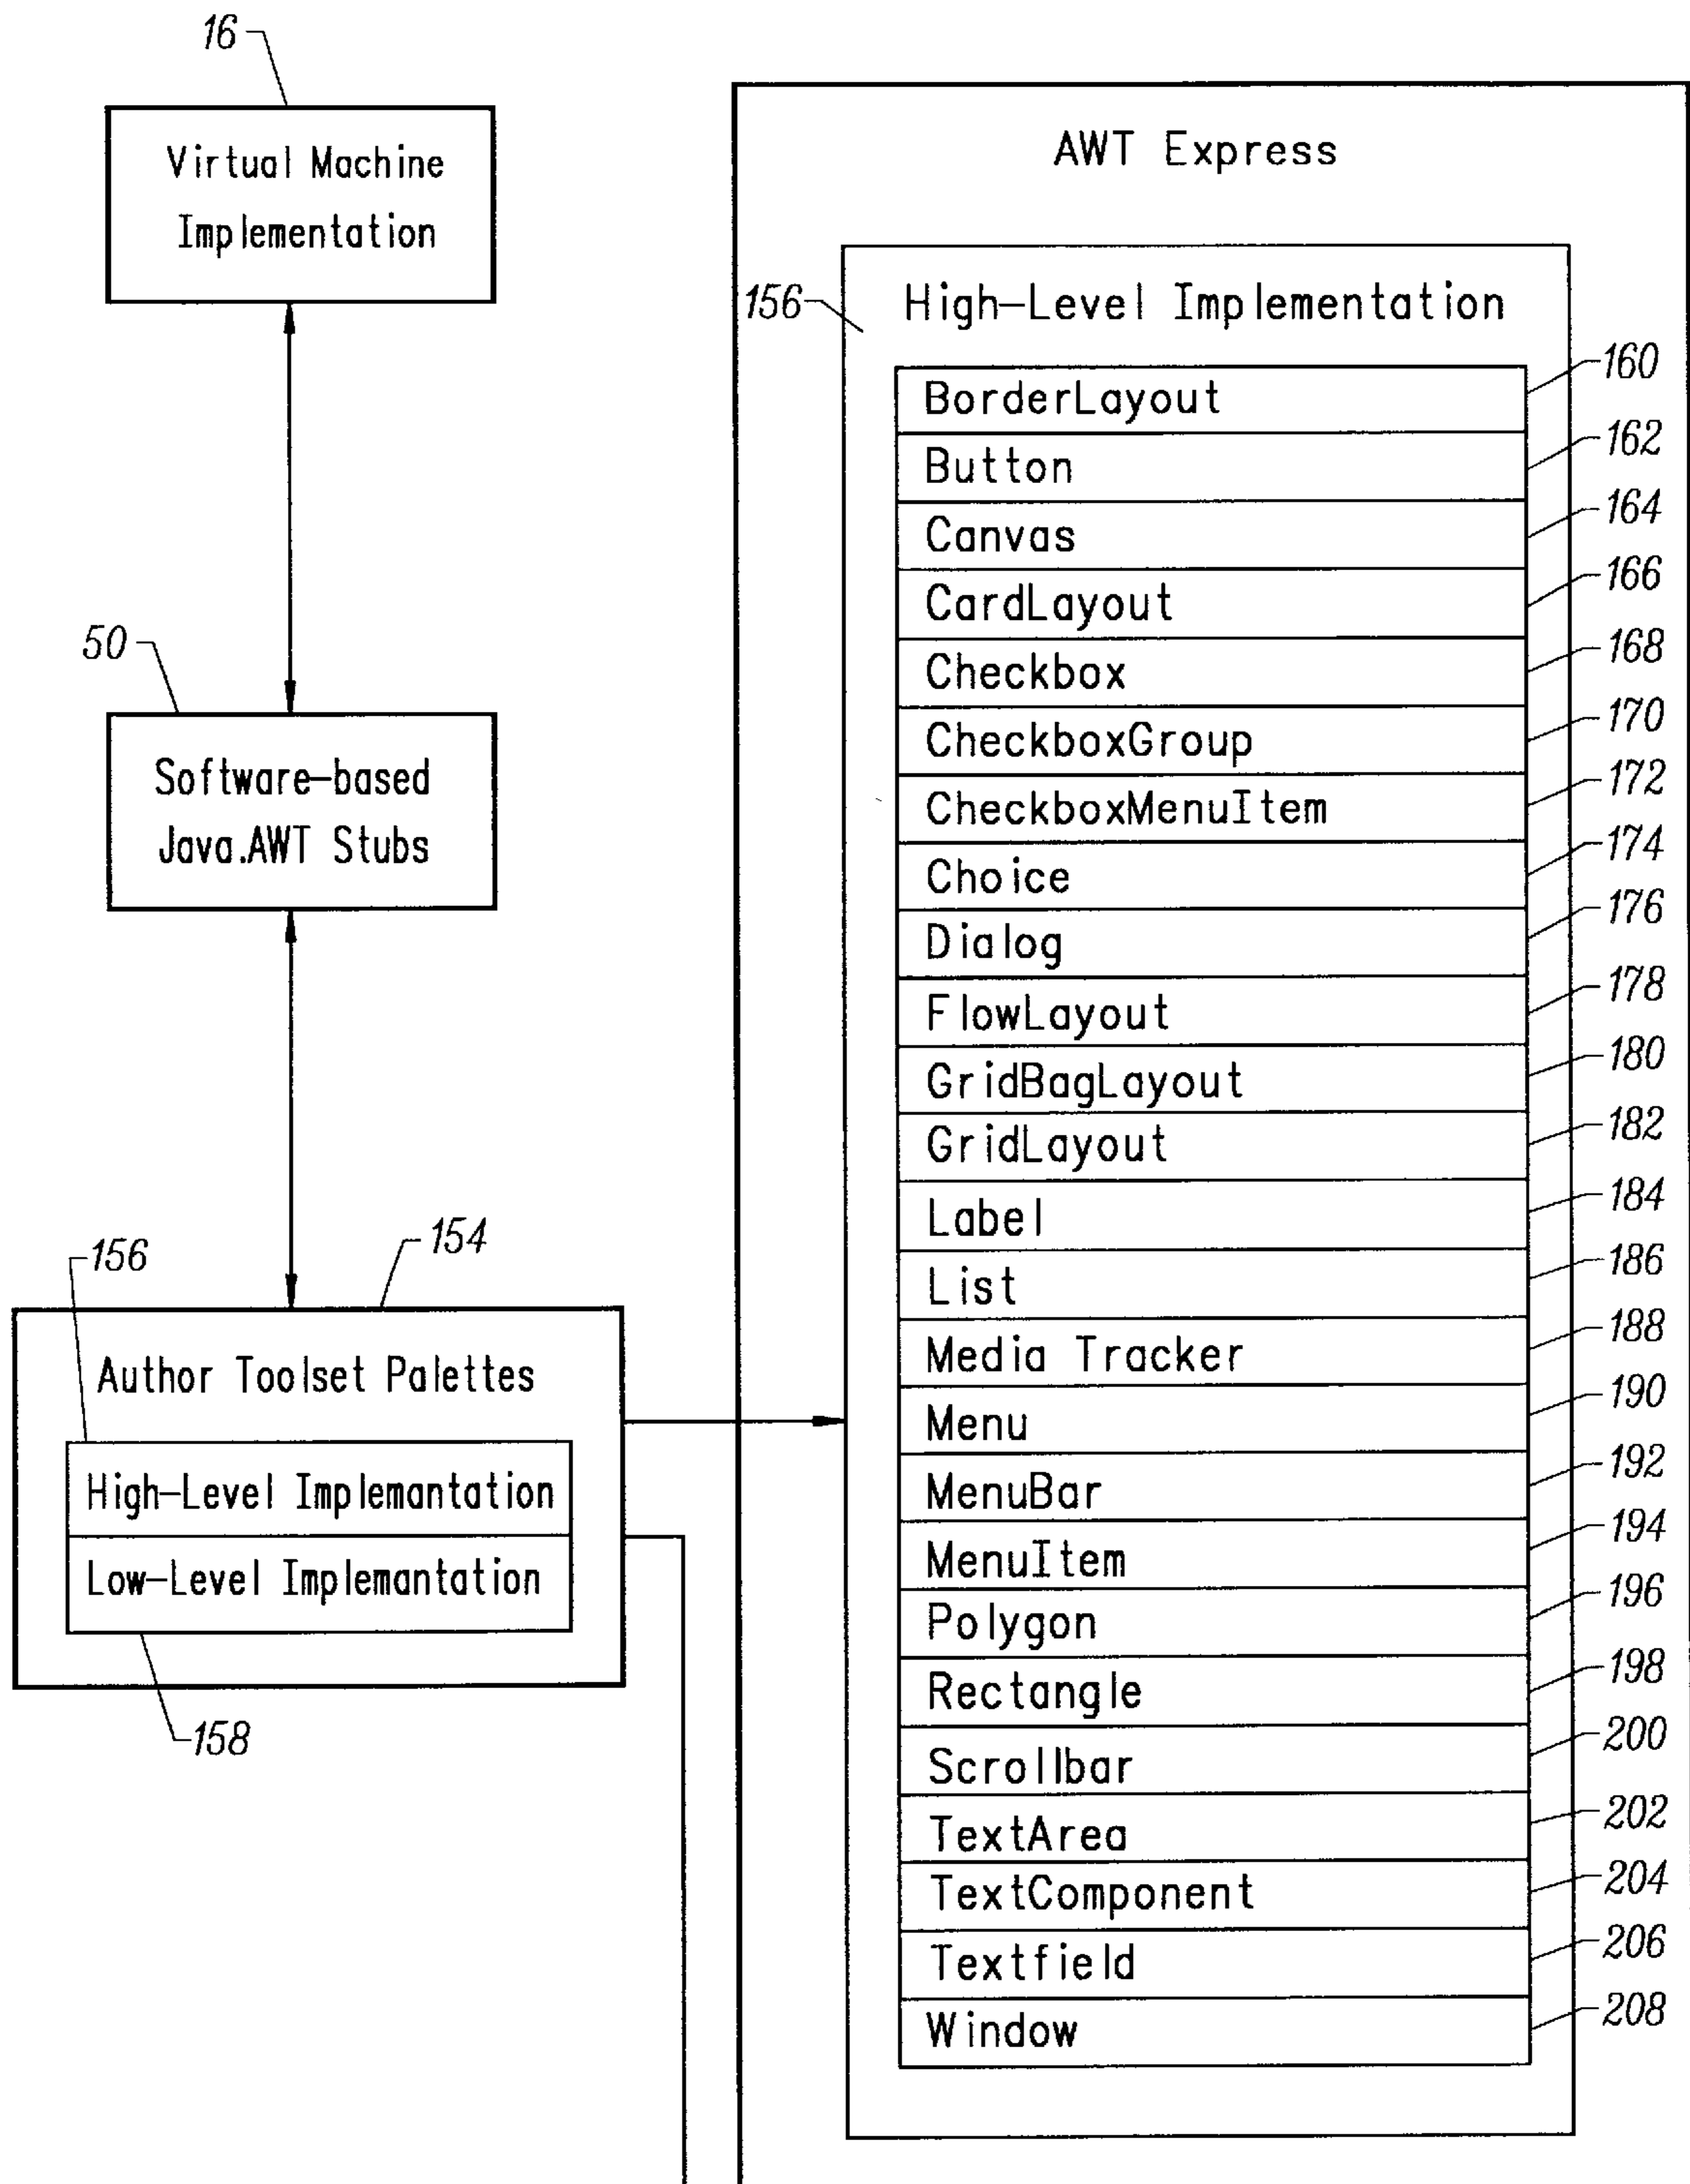 16
Virtual Machine
Implementation
50
Software-based
Java.AWT Stubs
154
156
Author Toolset Palettes
High-Level Implemantation
Low-Level Implemantation
158
AWT Express
156
High-Level Implementation
BorderLayout 160
Button 162
Canvas 164
CardLayout 166
Checkbox 168
CheckboxGroup 170
CheckboxMenuItem 172
Choice 174
Dialog 176
FlowLayout 178
GridBagLayout 180
GridLayout 182
Label 184
List 186
Media Tracker 188
Menu 190
MenuBar 192
MenuItem 194
Polygon 196
Rectangle 198
Scrollbar 200
TextArea 202
TextComponent 204
Textfield 206
Window 208